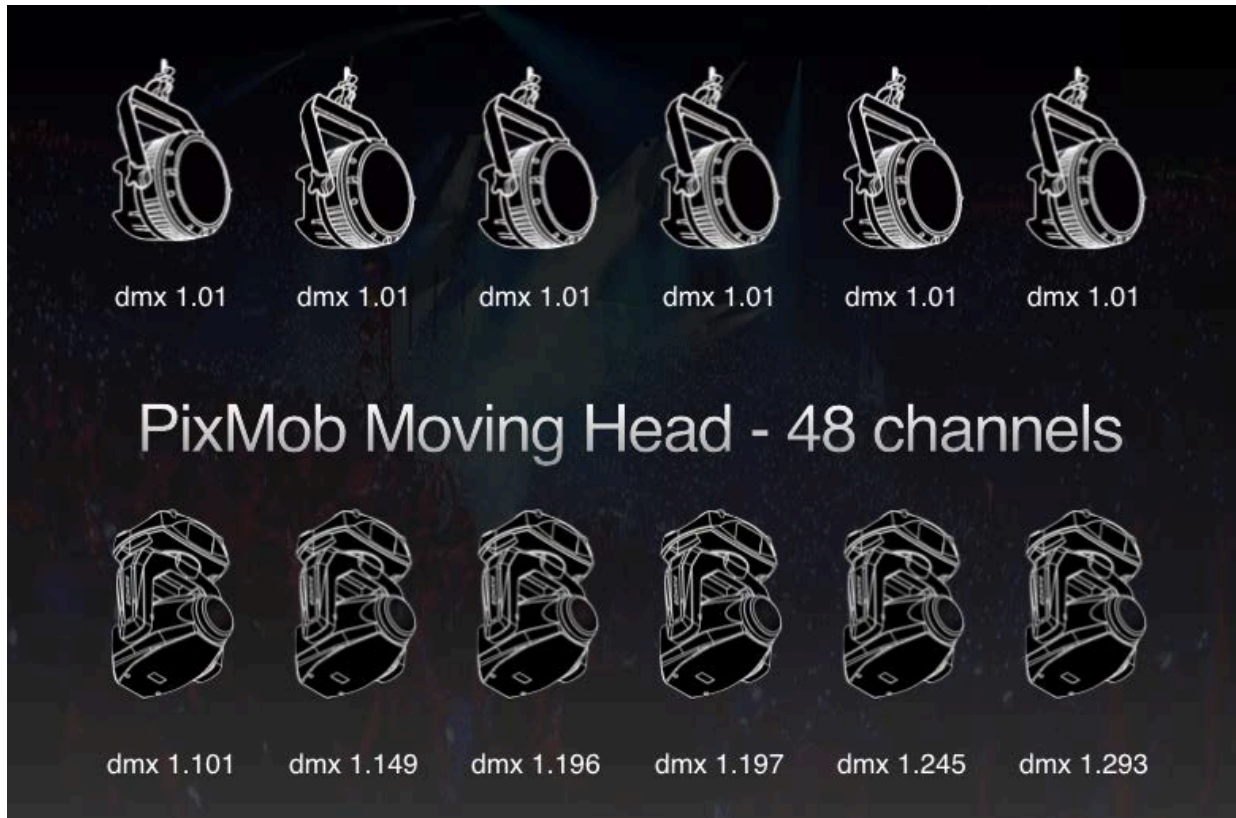 dmx 1.01 dmx 1.01 dmx 1.01 dmx 1.01 dmx 1.01 dmx 1.01
PixMob Moving Head - 48 channels
dmx 1.101 dmx 1.149 dmx 1.196 dmx 1.197 dmx 1.245 dmx 1.293